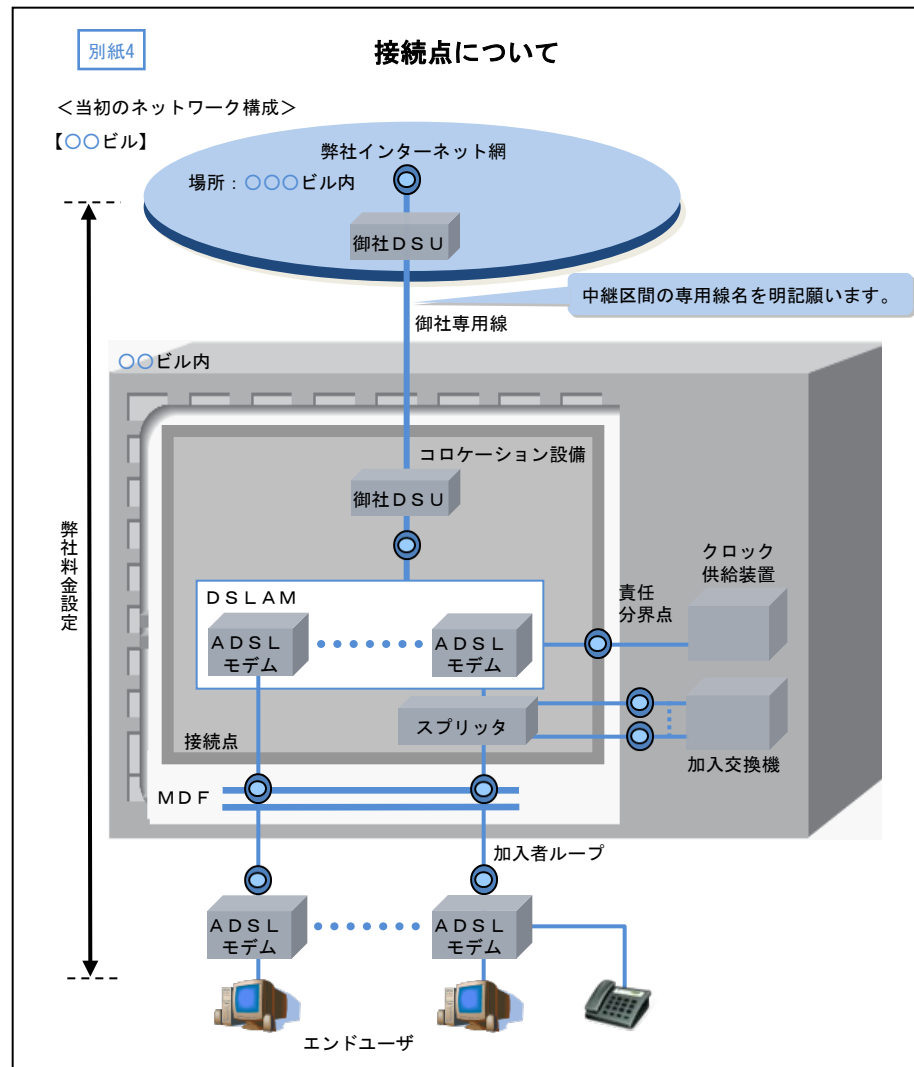 別紙4
接続点について
＜当初のネットワーク構成＞
【○○ビル】
弊社インターネット網
場所：○○○ビル内
御社ＤＳＵ
中継区間の専用線名を明記願います。
御社専用線
○○ビル内
コロケーション設備
御社ＤＳＵ
弊社料金設定
クロック
供給装置
ＤＳＬＡＭ
責任
分界点
ＡＤＳＬ
モデム
ＡＤＳＬ
モデム
スプリッタ
接続点
加入交換機
ＭＤＦ
加入者ループ
ＡＤＳＬ
モデム
ＡＤＳＬ
モデム
エンドユーザ